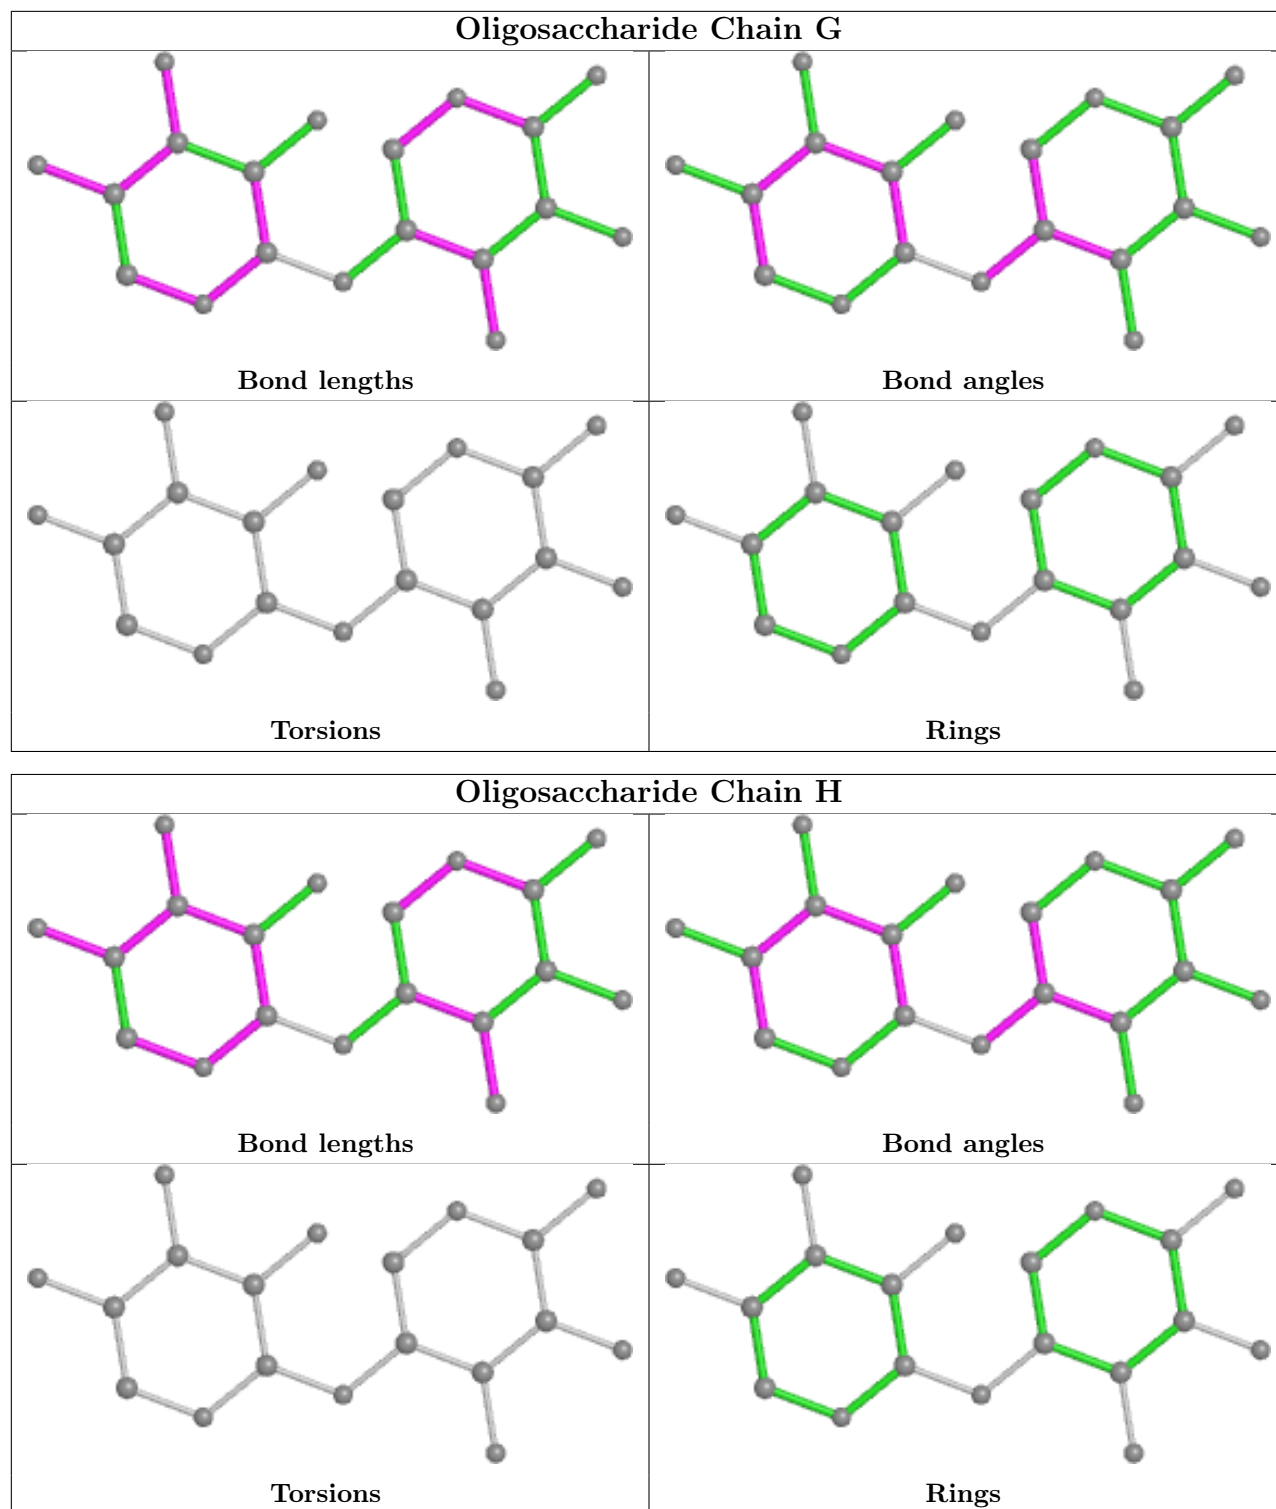 Oligosaccharide Chain G
Bond lengths
Bond angles
Torsions
Rings
Oligosaccharide Chain H
Bond lengths
Bond angles
Torsions
Rings